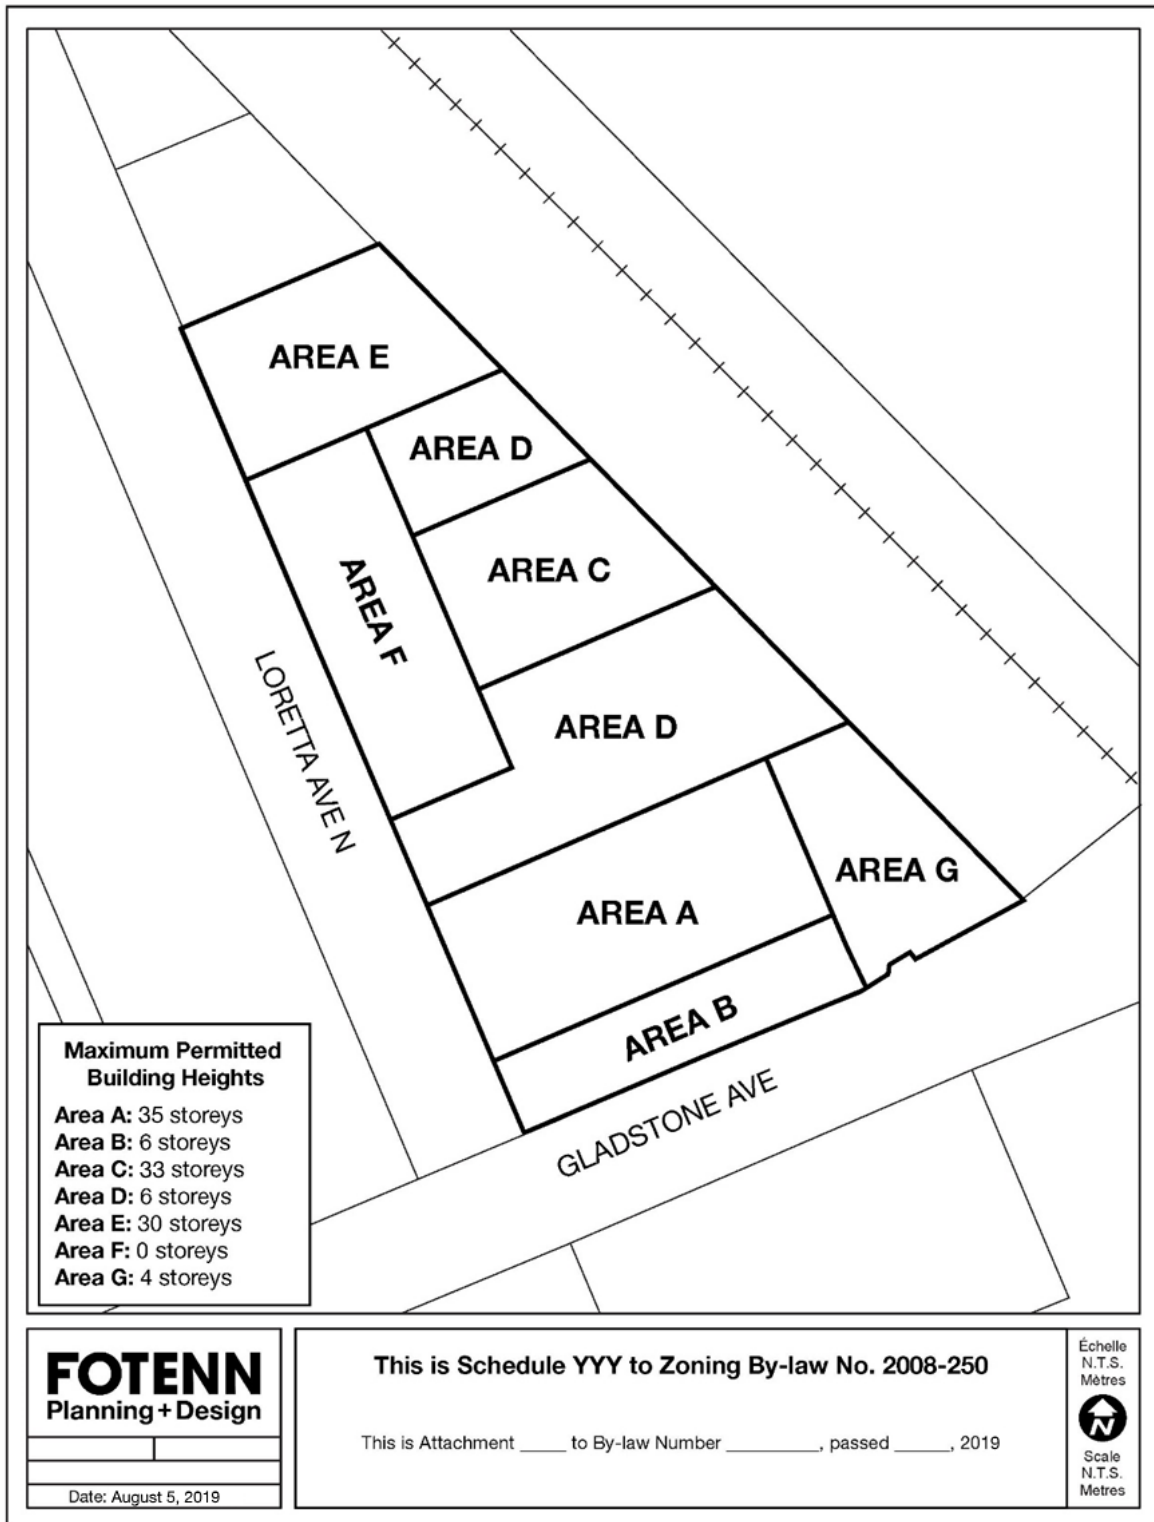 AREA E
AREA D
AREA C
AREA F
AREA D
LORETTA AVE N
AREA G
AREA A
AREA B
GLADSTONE AVE
Maximum Permitted
Building Heights
Area A: 35 storeys
Area B: 6 storeys
Area C: 33 storeys
Area D: 6 storeys
Area E: 30 storeys
Area F: 0 storeys
Area G: 4 storeys
FOTENN
Planning + Design
Date: August 5, 2019
This is Schedule YYY to Zoning By-law No. 2008-250
This is Attachment _____ to By-law Number _________, passed ______, 2019
Échelle
N.T.S.
Mètres
N
Scale
N.T.S.
Metres